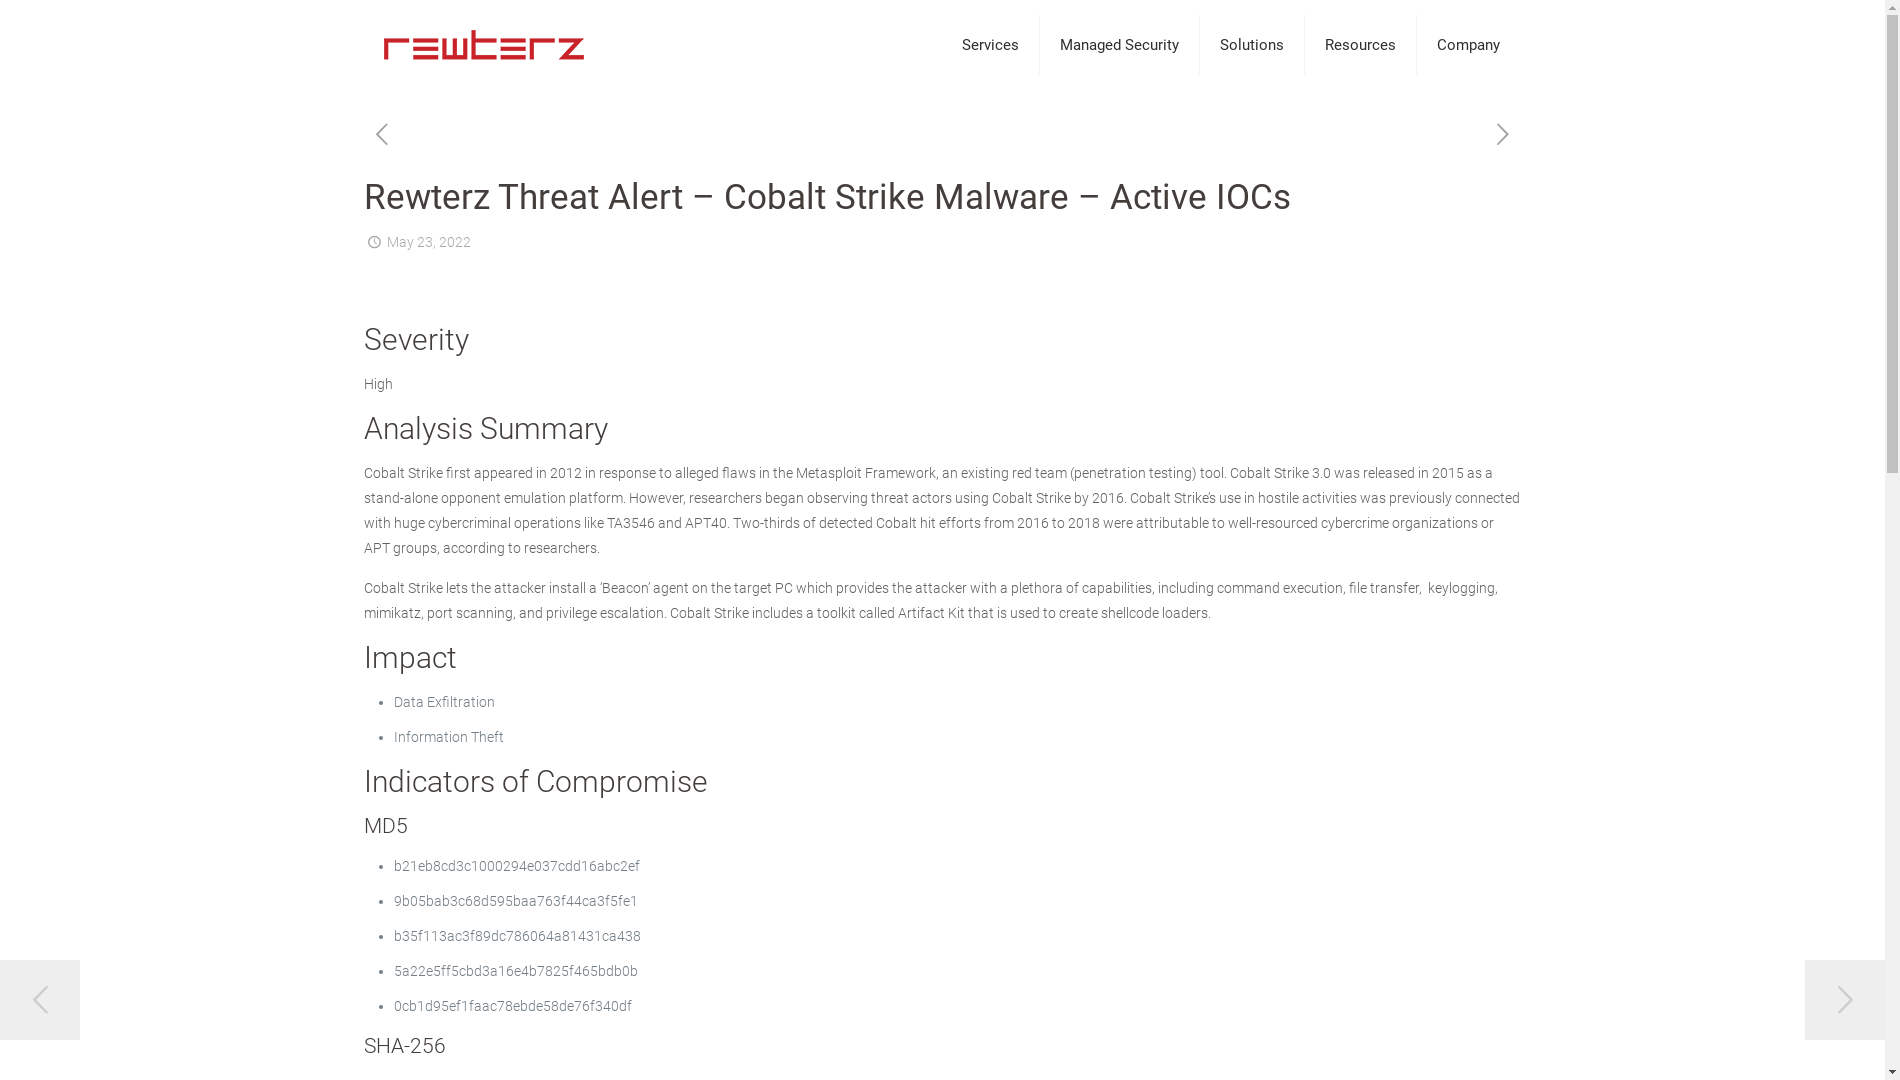 rewterz
Services
Managed Security
Solutions
Resources
Company
Rewterz Threat Alert – Cobalt Strike Malware – Active IOCs
May 23, 2022
Severity
High
Analysis Summary
Cobalt Strike first appeared in 2012 in response to alleged flaws in the Metasploit Framework, an existing red team (penetration testing) tool. Cobalt Strike 3.0 was released in 2015 as a
stand-alone opponent emulation platform. However, researchers began observing threat actors using Cobalt Strike by 2016. Cobalt Strike's use in hostile activities was previously connected
with huge cybercriminal operations like TA3546 and APT40. Two-thirds of detected Cobalt hit efforts from 2016 to 2018 were attributable to well-resourced cybercrime organizations or
APT groups, according to researchers.
Cobalt Strike lets the attacker install a ‘Beacon’ agent on the target PC which provides the attacker with a plethora of capabilities, including command execution, file transfer,  keylogging,
mimikatz, port scanning, and privilege escalation. Cobalt Strike includes a toolkit called Artifact Kit that is used to create shellcode loaders.
Impact
• Data Exfiltration
• Information Theft
Indicators of Compromise
MD5
• b21eb8cd3c1000294e037cdd16abc2ef
• 9b05bab3c68d595baa763f44ca3f5fe1
• b35f113ac3f89dc786064a81431ca438
• 5a22e5ff5cbd3a16e4b7825f465bdb0b
• 0cb1d95ef1faac78ebde58de76f340df
SHA-256